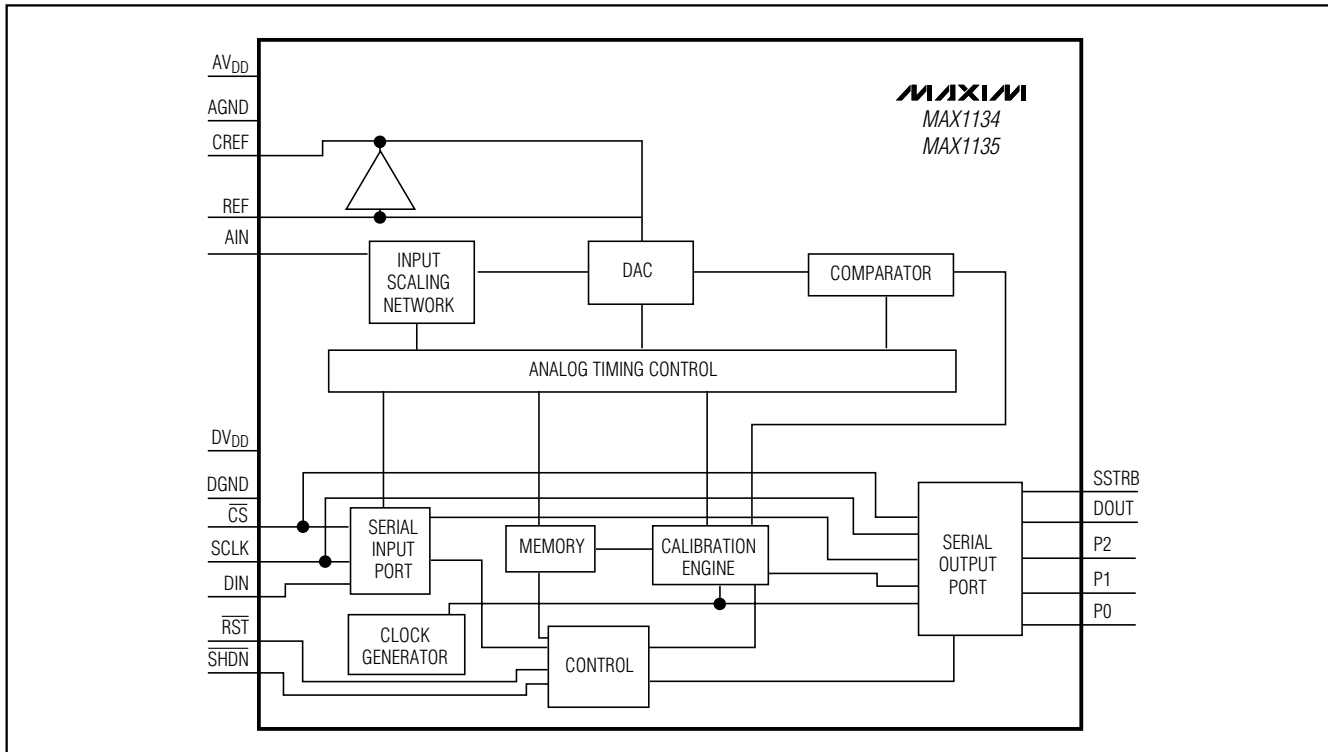 AVDD
AGND
CREF
REF
AIN
MAXIM
MAX1134
MAX1135
INPUT
SCALING
NETWORK
DAC
COMPARATOR
ANALOG TIMING CONTROL
DVDD
DGND
CS
SCLK
DIN
RST
SHDN
SERIAL
INPUT
PORT
MEMORY
CALIBRATION
ENGINE
CLOCK
GENERATOR
CONTROL
SERIAL
OUTPUT
PORT
SSTRB
DOUT
P2
P1
P0